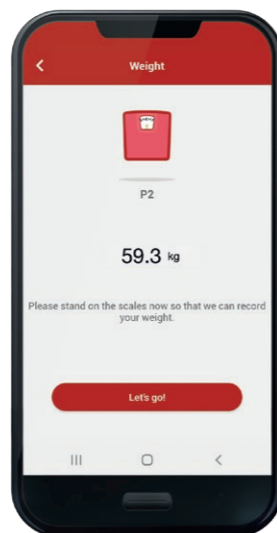 Weight
P2
59.3 kg
Please stand on the scales now so that we can record
your weight.
Let's go!